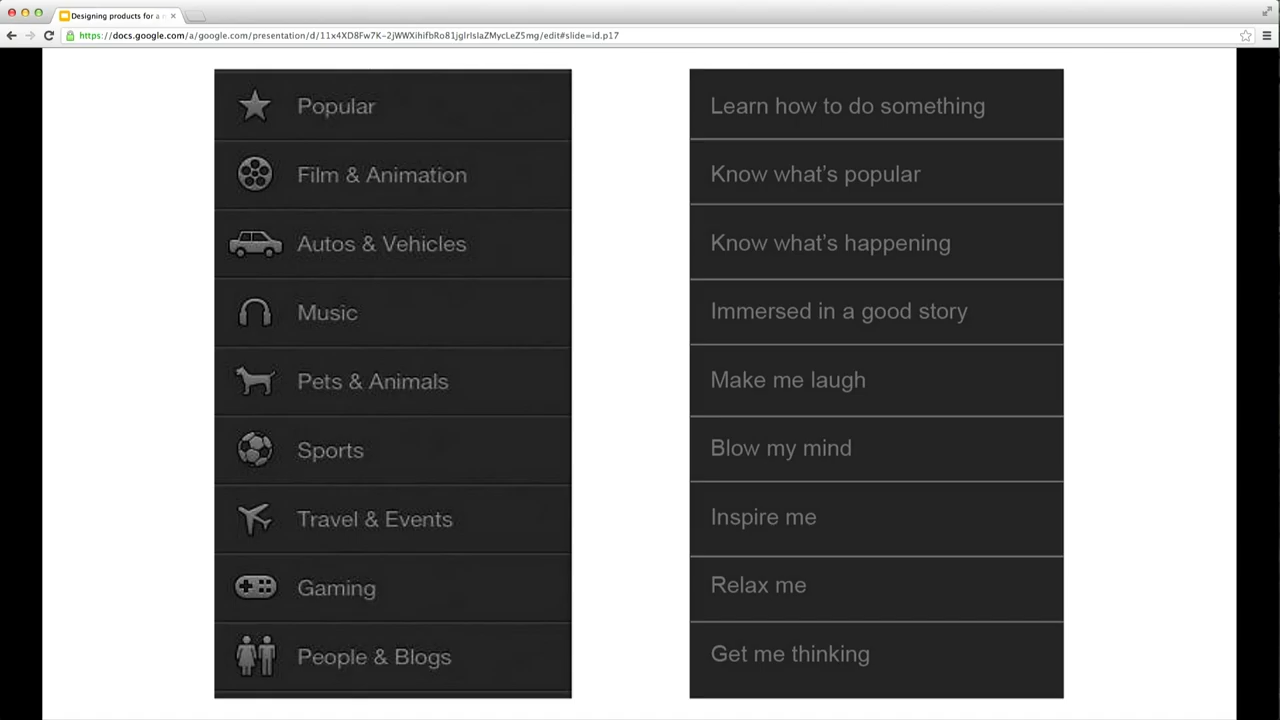 Designing products for a n
https://docs.google.com/a/google.com/presentation/d/11x4XD8Fw7K-2jWWXihifbRo81jglrIslaZMycLeZ5mg/edit#slide=id.p17
Popular
Film & Animation
Autos & Vehicles
Music
Pets & Animals
Sports
Travel & Events
Gaming
People & Blogs
Learn how to do something
Know what's popular
Know what's happening
Immersed in a good story
Make me laugh
Blow my mind
Inspire me
Relax me
Get me thinking